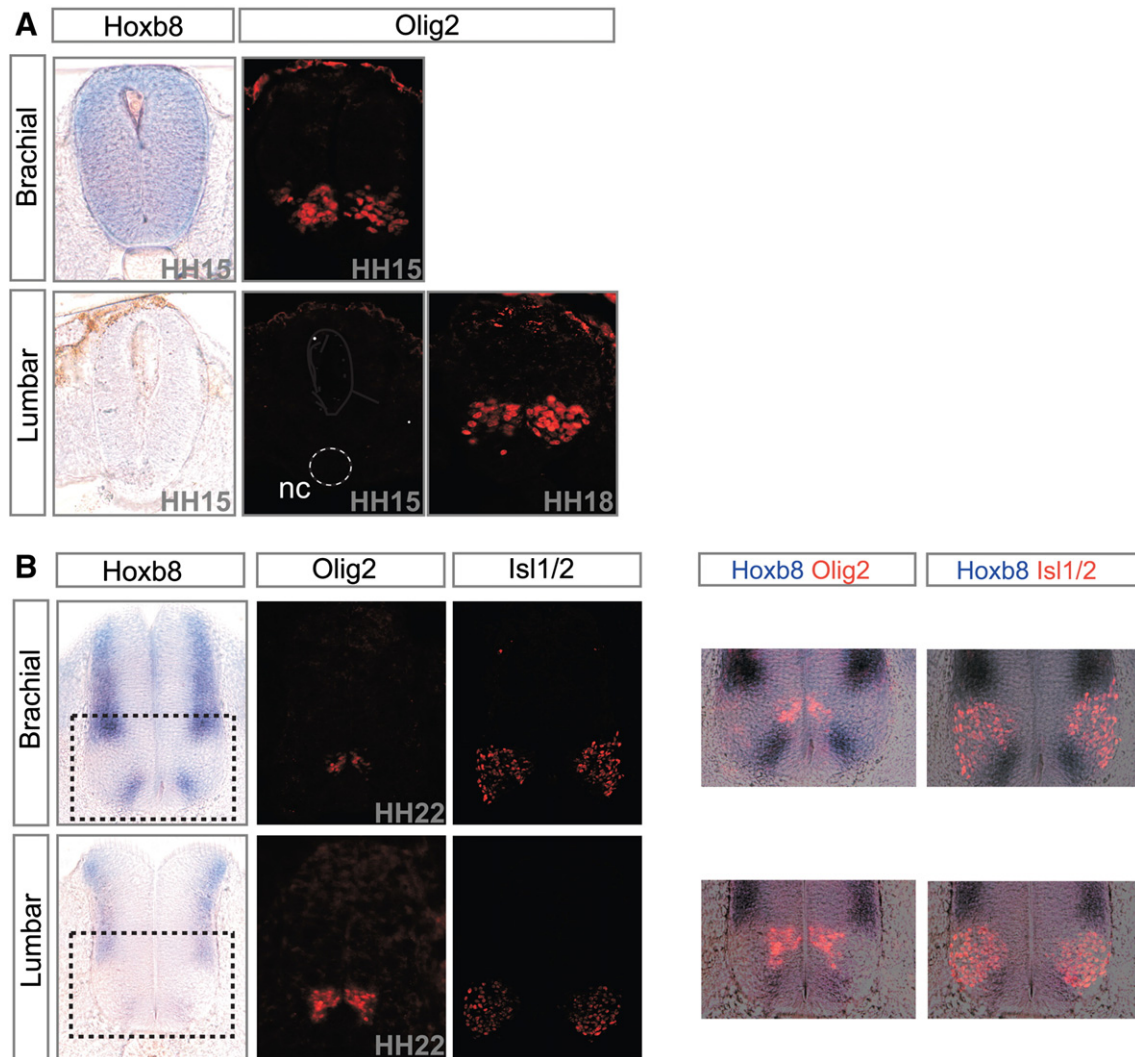 A
Hoxb8
Olig2
Brachial
HH15
HH15
Lumbar
HH15
nc
HH15
HH18
B
Hoxb8
Olig2
Isl1/2
Hoxb8 Olig2
Hoxb8 Isl1/2
Brachial
HH22
Lumbar
HH22